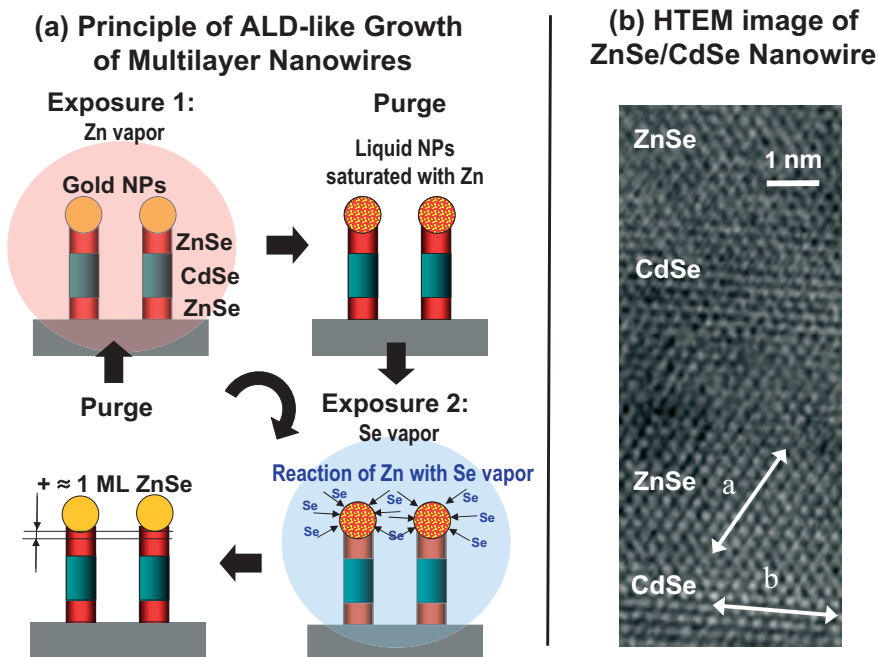 (a) Principle of ALD-like Growth
of Multilayer Nanowires
Exposure 1:
Zn vapor
Gold NPs
ZnSe
CdSe
ZnSe
Purge
Liquid NPs
saturated with Zn
Purge
Exposure 2:
Se vapor
Reaction of Zn with Se vapor
Se
Se
Se
Se
Se
Se
Se
Se
+ ≈ 1 ML ZnSe
(b) HTEM image of
ZnSe/CdSe Nanowire
ZnSe
1 nm
CdSe
ZnSe
a
CdSe
b